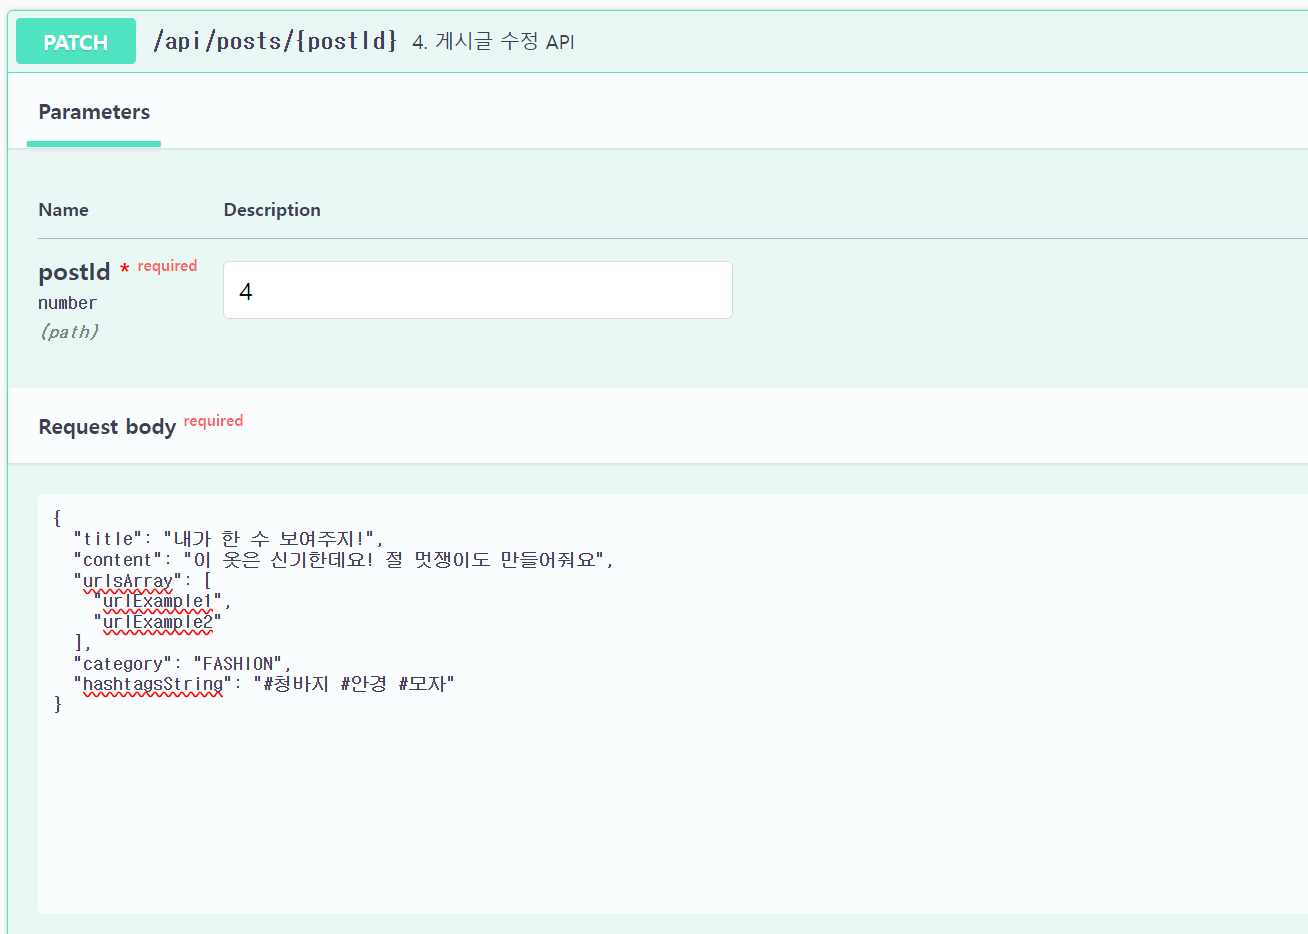 PATCH /api/posts/{postId} 4. 게시글 수정 API
Parameters
Name Description
postId * required
number
(path)
4
Request body required
{
"title": "내가 한 수 보여주지!",
"content": "이 옷은 신기한데요! 절 멋쟁이도 만들어줘요",
"urlsArray": [
"urlExample1",
"urlExample2"
],
"category": "FASHION",
"hashtagsString": "#청바지 #안경 #모자"
}